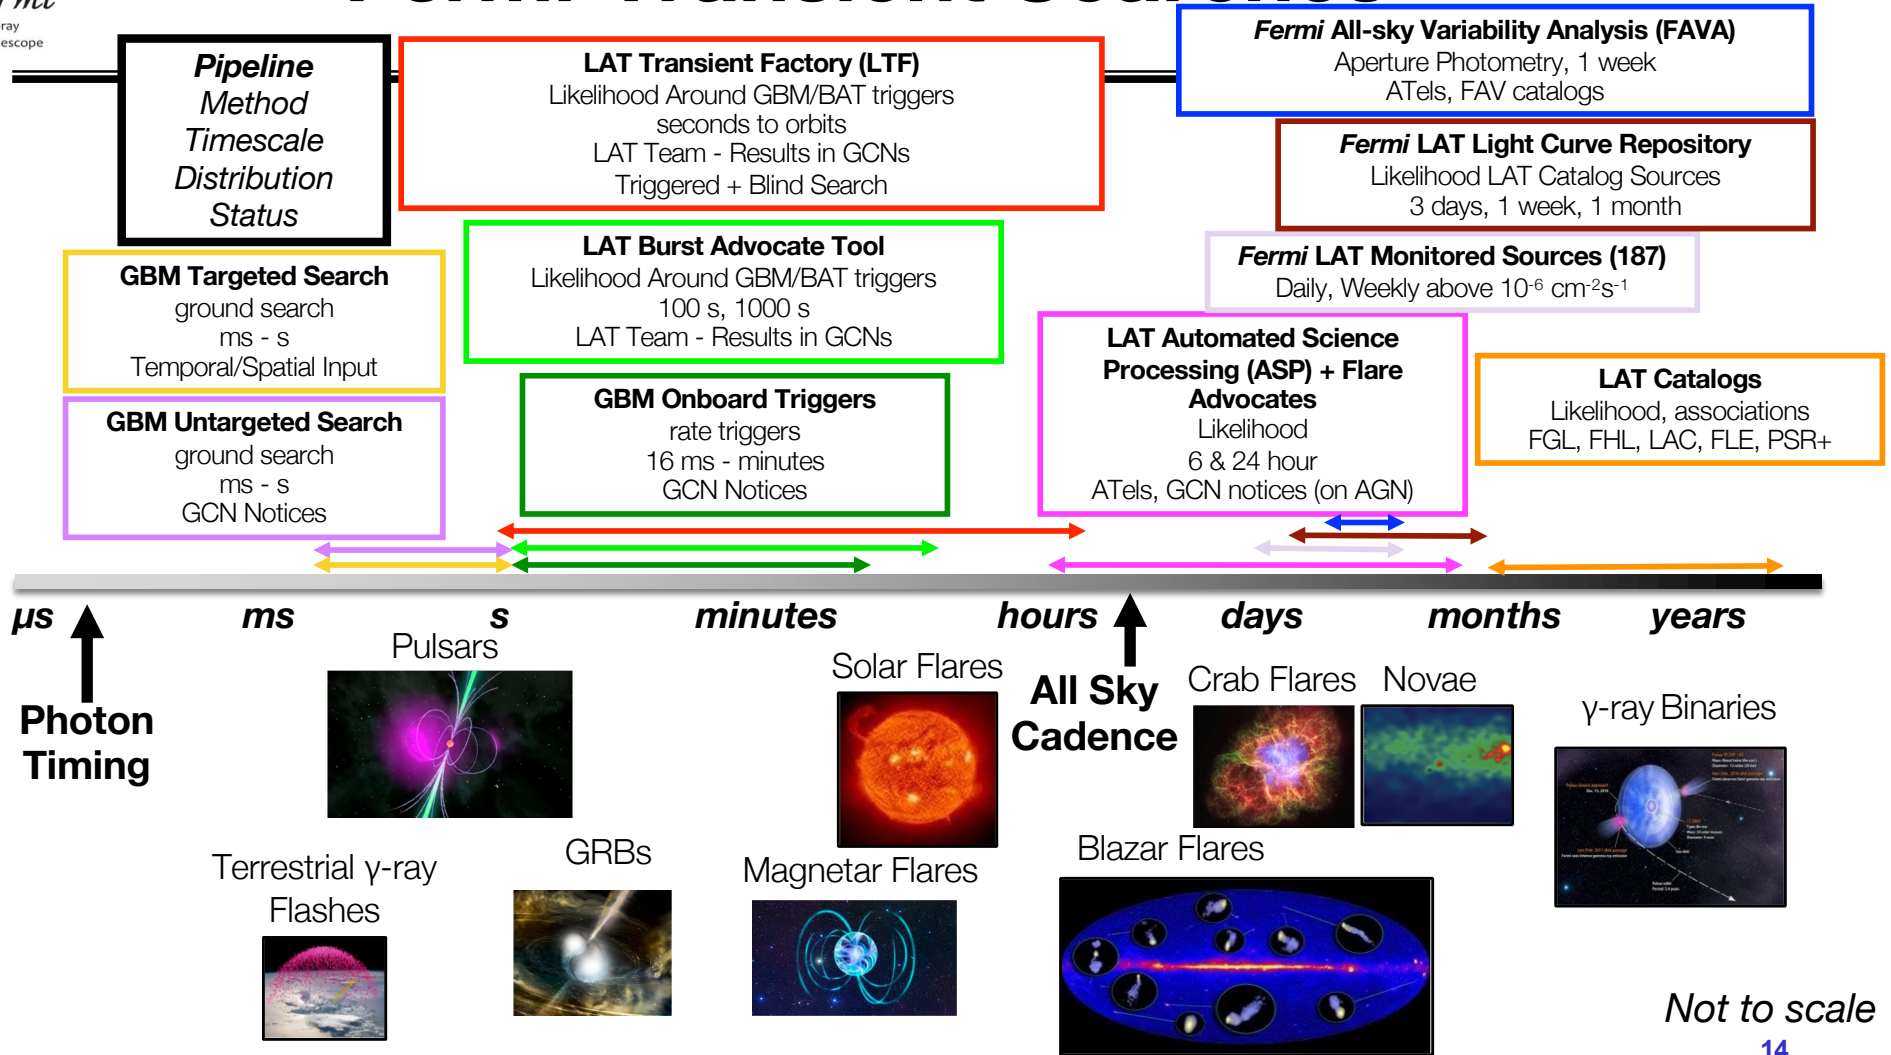 ray
escope
Fermi Transient Searches
Pipeline
Method
Timescale
Distribution
Status
LAT Transient Factory (LTF)
Likelihood Around GBM/BAT triggers
seconds to orbits
LAT Team - Results in GCNs
Triggered + Blind Search
Fermi All-sky Variability Analysis (FAVA)
Aperture Photometry, 1 week
ATels, FAV catalogs
Fermi LAT Light Curve Repository
Likelihood LAT Catalog Sources
3 days, 1 week, 1 month
GBM Targeted Search
ground search
ms - s
Temporal/Spatial Input
LAT Burst Advocate Tool
Likelihood Around GBM/BAT triggers
100 s, 1000 s
LAT Team - Results in GCNs
Fermi LAT Monitored Sources (187)
Daily, Weekly above 10⁻⁶ cm⁻²s⁻¹
GBM Untargeted Search
ground search
ms - s
GCN Notices
GBM Onboard Triggers
rate triggers
16 ms - minutes
GCN Notices
LAT Automated Science
Processing (ASP) + Flare
Advocates
Likelihood
6 & 24 hour
ATels, GCN notices (on AGN)
LAT Catalogs
Likelihood, associations
FGL, FHL, LAC, FLE, PSR+
µs ms s minutes hours days months years
Photon
Timing
Pulsars
Solar Flares
All Sky
Cadence
Crab Flares
Novae
γ-ray Binaries
Terrestrial γ-ray
Flashes
GRBs
Magnetar Flares
Blazar Flares
Not to scale
14